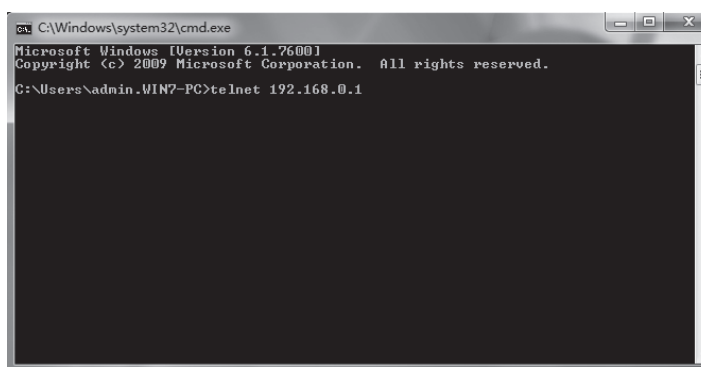 C:\Windows\system32\cmd.exe
Microsoft Windows [Version 6.1.7600]
Copyright (c) 2009 Microsoft Corporation.  All rights reserved.
C:\Users\admin.WIN7-PC>telnet 192.168.0.1